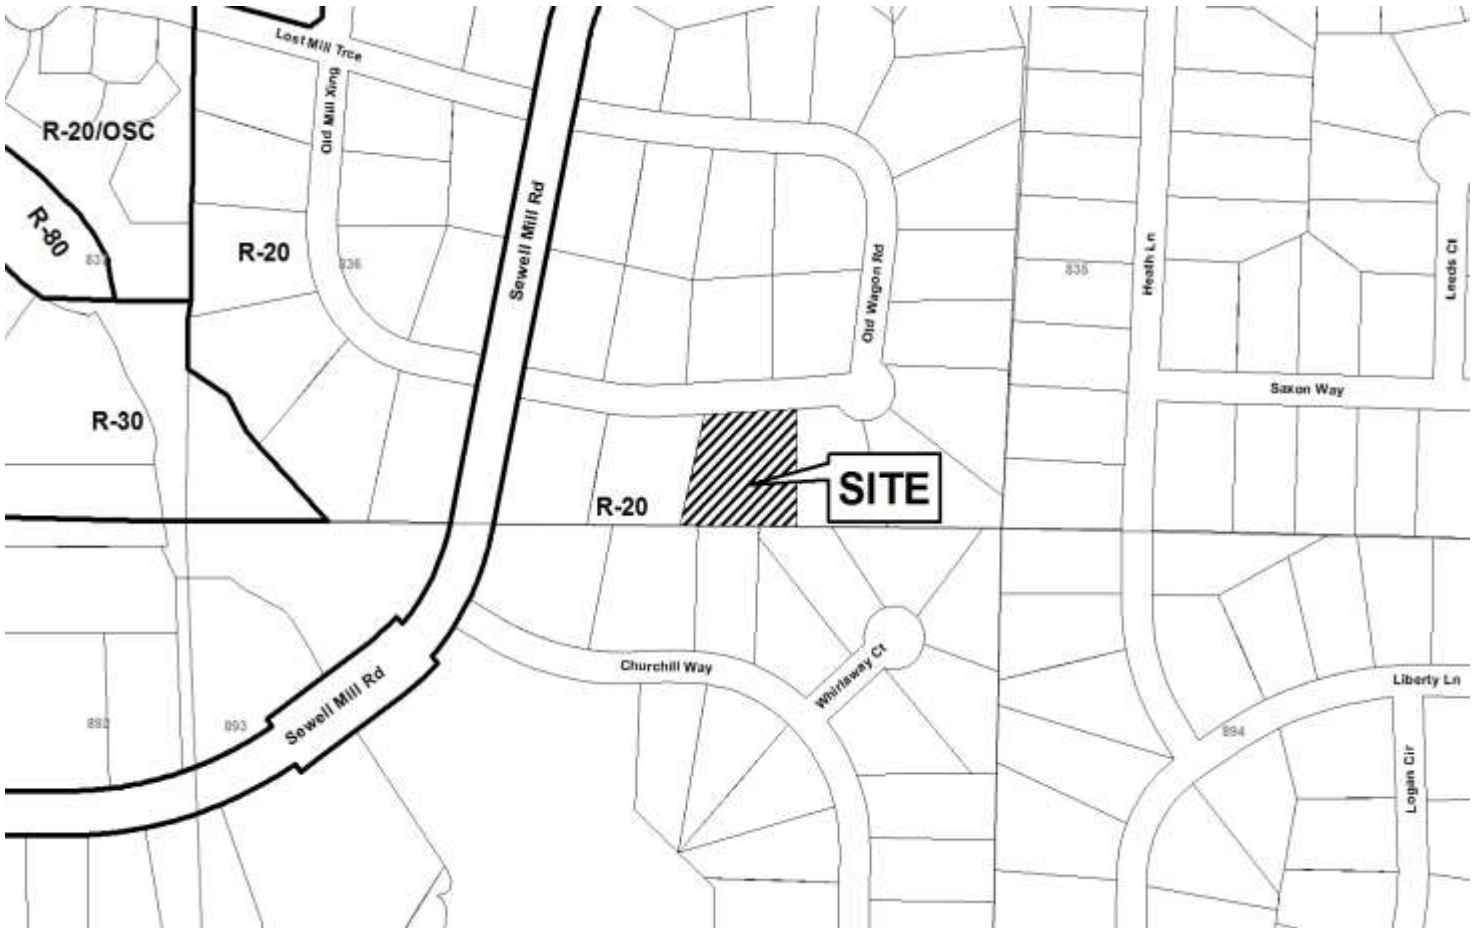 Lost Mill Trce
Old Mill Xing
R-20/OSC
R-80
837
R-20
836
Sewell Mill Rd
Old Wagon Rd
835
Heath Ln
Leeds Ct
Saxon Way
R-30
SITE
R-20
Churchill Way
Whirlaway Ct
Liberty Ln
892
893
Sewell Mill Rd
894
Logan Cir